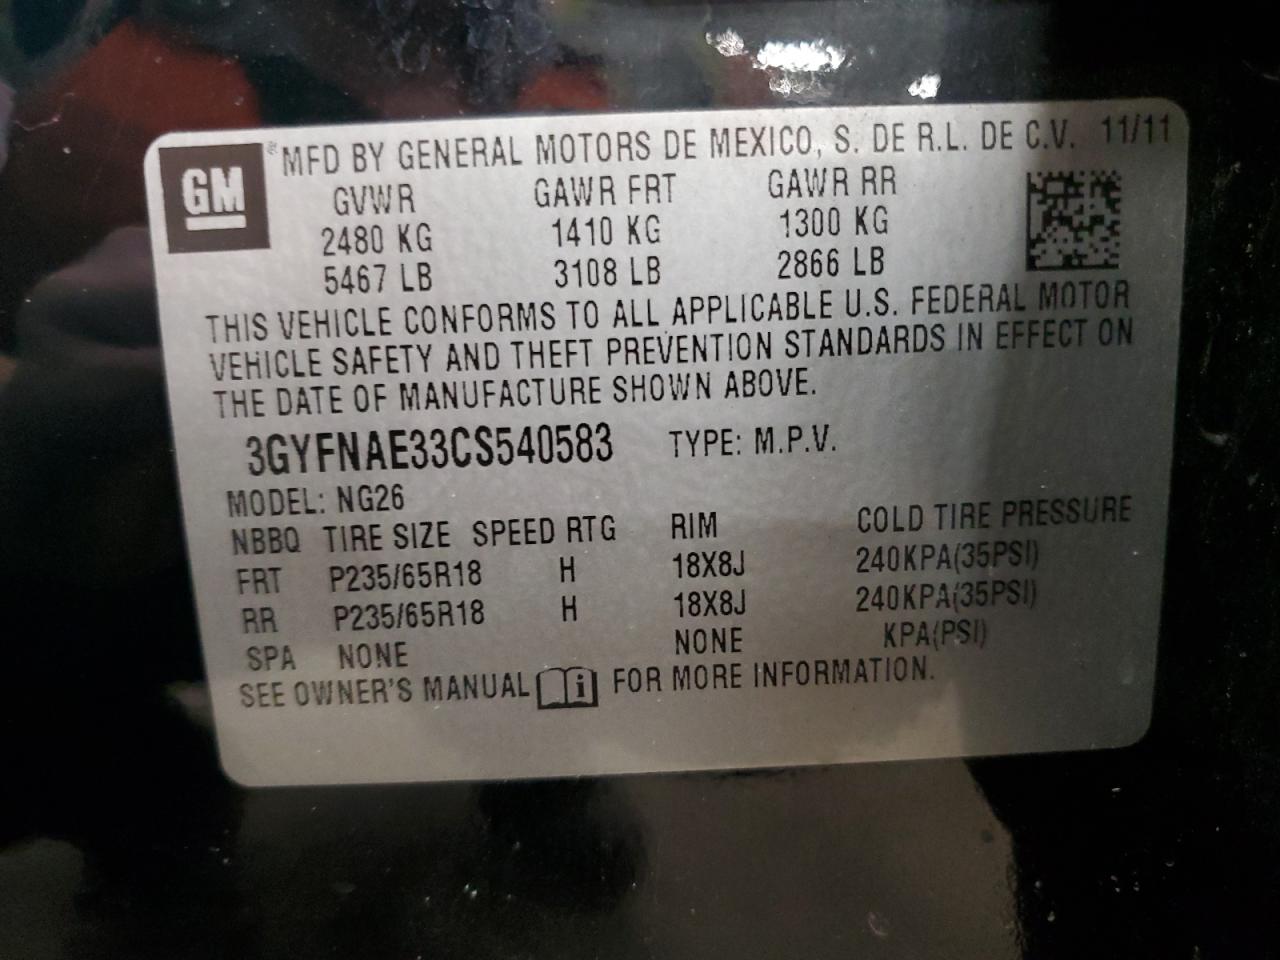 GM ® MFD BY GENERAL MOTORS DE MEXICO, S. DE R.L. DE C.V. 11/11
GVWR GAWR FRT GAWR RR
2480 KG 1410 KG 1300 KG
5467 LB 3108 LB 2866 LB
THIS VEHICLE CONFORMS TO ALL APPLICABLE U.S. FEDERAL MOTOR
VEHICLE SAFETY AND THEFT PREVENTION STANDARDS IN EFFECT ON
THE DATE OF MANUFACTURE SHOWN ABOVE.
3GYFNAE33CS540583 TYPE: M.P.V.
MODEL: NG26
NBBQ TIRE SIZE SPEED RTG RIM COLD TIRE PRESSURE
FRT P235/65R18 H 18X8J 240KPA(35PSI)
RR P235/65R18 H 18X8J 240KPA(35PSI)
SPA NONE NONE KPA(PSI)
SEE OWNER'S MANUAL i FOR MORE INFORMATION.